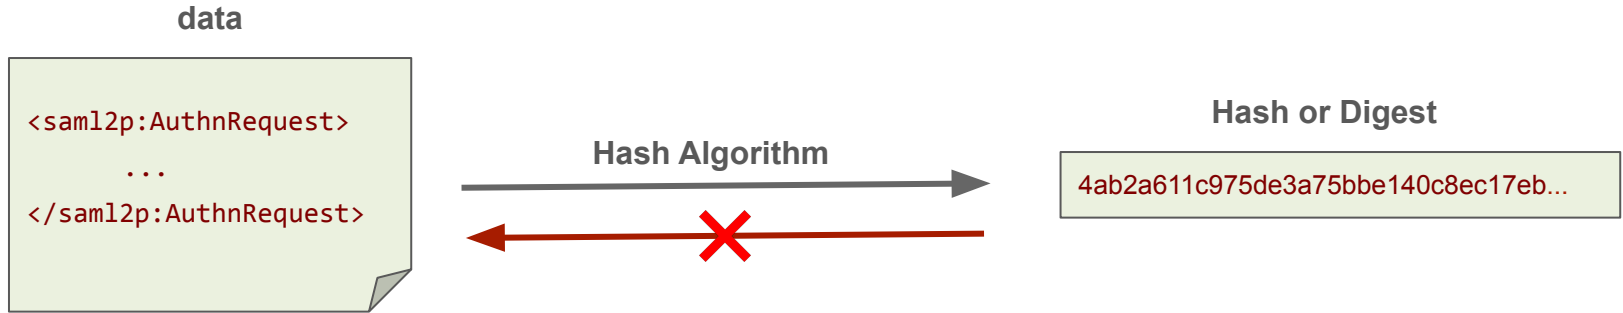 data
<saml2p:AuthnRequest>
...
</saml2p:AuthnRequest>
Hash Algorithm
Hash or Digest
4ab2a611c975de3a75bbe140c8ec17eb...